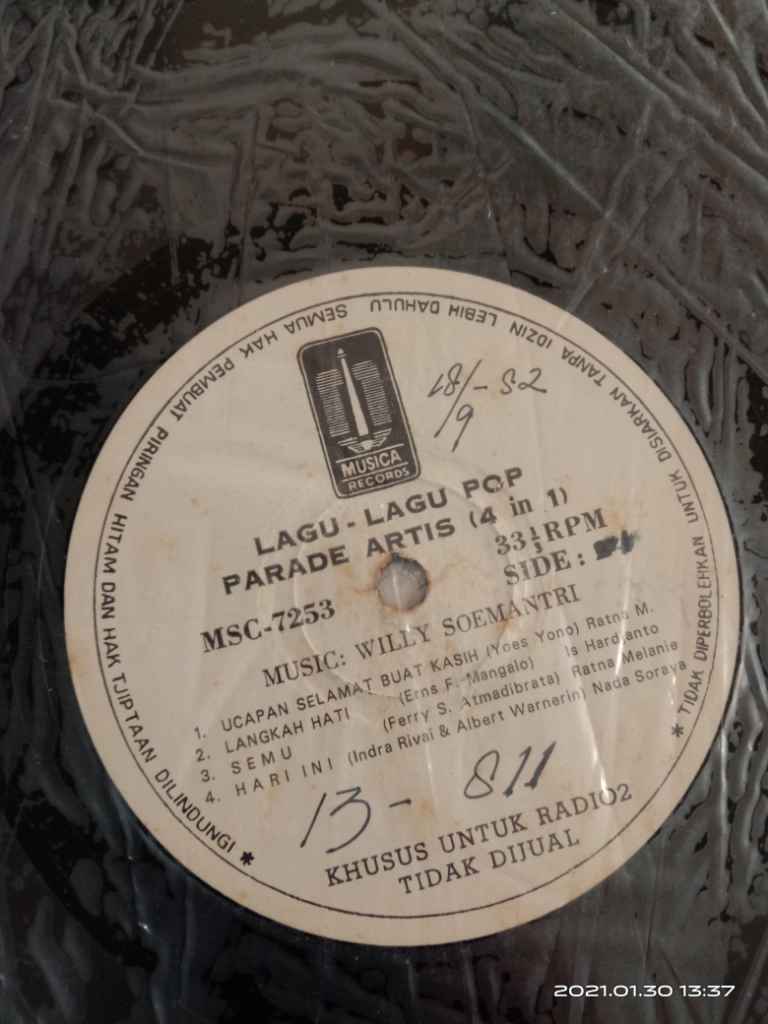 SEMUA HAK PEMBUAT PIRINGAN HITAM DAN HAK TJIPTAAN DILINDUNGI *
* TIDAK DIPERBOLEHKAN UNTUK DISIARKAN TANPA IDZIN LEBIH DAHULU
MUSICA
RECORDS
18/9 - 82
LAGU - LAGU POP
PARADE ARTIS (4 in 1)
33⅓ RPM
MSC-7253
SIDE :
MUSIC: WILLY SOEMANTRI
1. UCAPAN SELAMAT BUAT KASIH (Yoes Yono) Ratna M.
2. LANGKAH HATI (Erns F. Mangalo) Is Hardjanto
3. SEMU (Ferry S. Atmadibrata) Ratna Melanie
4. HARI INI (Indra Rivai & Albert Warnerin) Nada Soraya
13 - 811
KHUSUS UNTUK RADIO2
TIDAK DIJUAL
2021.01.30 13:37